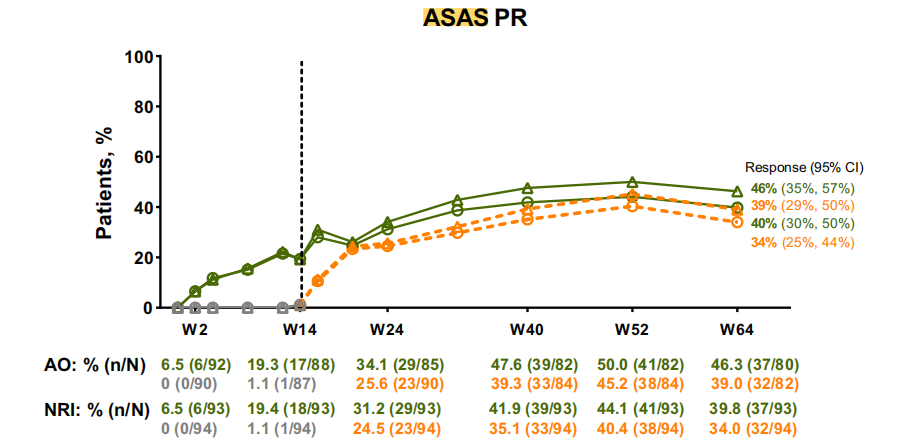 ASAS PR
100
80
60
40
20
0
Patients, %
Response (95% CI)
46% (35%, 57%)
39% (29%, 50%)
40% (30%, 50%)
34% (25%, 44%)
W2 W14 W24 W40 W52 W64
AO: % (n/N) 6.5 (6/92) 19.3 (17/88) 34.1 (29/85) 47.6 (39/82) 50.0 (41/82) 46.3 (37/80)
0 (0/90) 1.1 (1/87) 25.6 (23/90) 39.3 (33/84) 45.2 (38/84) 39.0 (32/82)
NRI: % (n/N) 6.5 (6/93) 19.4 (18/93) 31.2 (29/93) 41.9 (39/93) 44.1 (41/93) 39.8 (37/93)
0 (0/94) 1.1 (1/94) 24.5 (23/94) 35.1 (33/94) 40.4 (38/94) 34.0 (32/94)